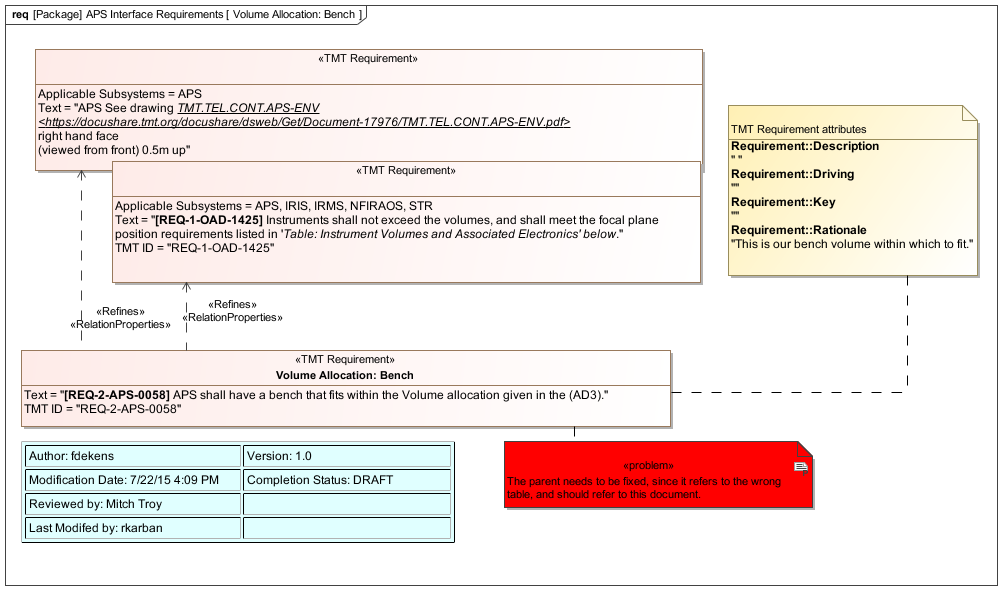 req [Package] APS Interface Requirements [ Volume Allocation: Bench ]
«TMT Requirement»
Applicable Subsystems = APS
Text = "APS See drawing TMT.TEL.CONT.APS-ENV
<https://docushare.tmt.org/docushare/dsweb/Get/Document-17976/TMT.TEL.CONT.APS-ENV.pdf>
right hand face
(viewed from front) 0.5m up"
«TMT Requirement»
Applicable Subsystems = APS, IRIS, IRMS, NFIRAOS, STR
Text = "[REQ-1-OAD-1425] Instruments shall not exceed the volumes, and shall meet the focal plane
position requirements listed in 'Table: Instrument Volumes and Associated Electronics' below."
TMT ID = "REQ-1-OAD-1425"
TMT Requirement attributes
Requirement::Description
" "
Requirement::Driving
""
Requirement::Key
""
Requirement::Rationale
"This is our bench volume within which to fit."
«Refines»
«RelationProperties»
«Refines»
«RelationProperties»
«TMT Requirement»
Volume Allocation: Bench
Text = "[REQ-2-APS-0058] APS shall have a bench that fits within the Volume allocation given in the (AD3)."
TMT ID = "REQ-2-APS-0058"
Author: fdekens
Version: 1.0
Modification Date: 7/22/15 4:09 PM
Completion Status: DRAFT
Reviewed by: Mitch Troy
Last Modifed by: rkarban
«problem»
The parent needs to be fixed, since it refers to the wrong
table, and should refer to this document.